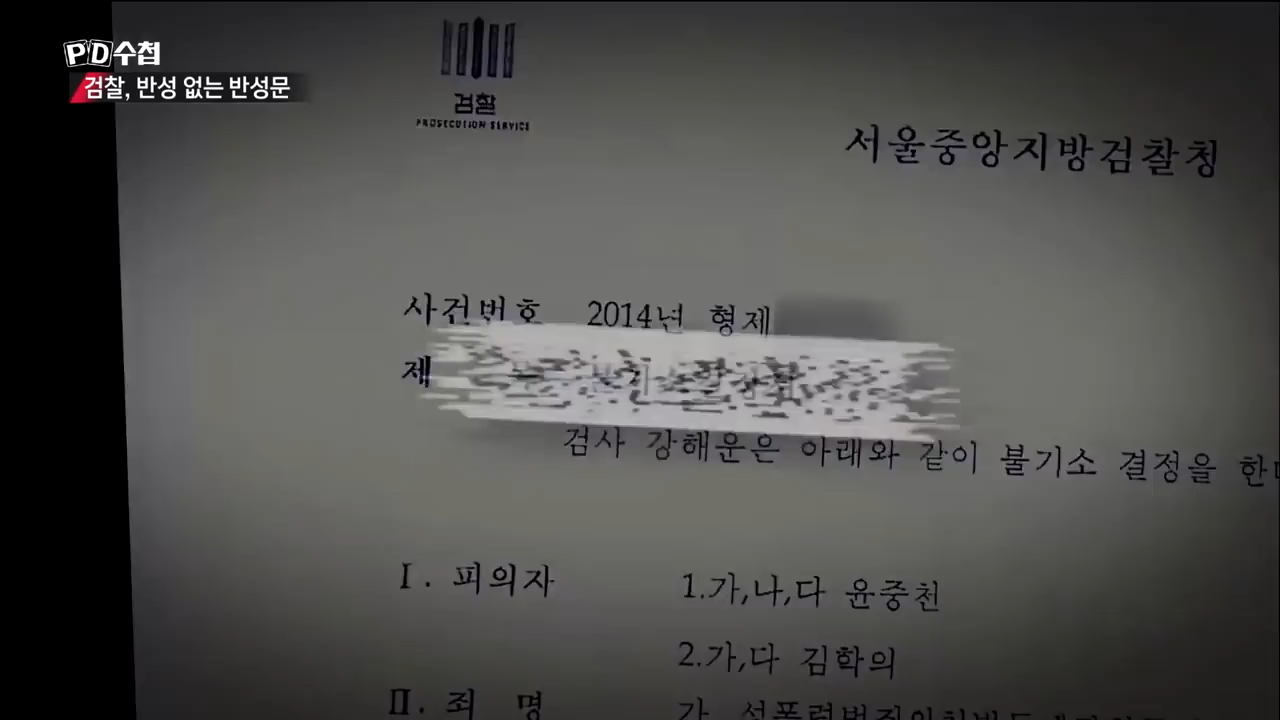 PD수첩
검찰, 반성 없는 반성문
검찰
PROSECUTION SERVICE
서울중앙지방검찰청
사건번호 2014년 형제
제
검사 강해운은 아래와 같이 불기소 결정을 한
I. 피의자 1.가,나,다 윤중천
2.가,다 김학의
II. 죄 명